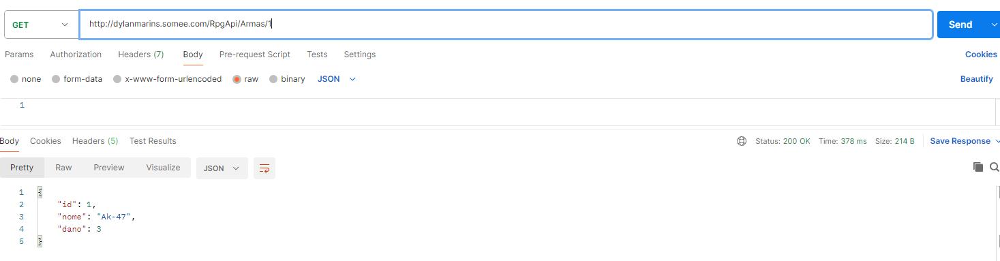 GET http://dylanmarins.somee.com/RpgApi/Armas/1 Send
Params Authorization Headers (7) Body Pre-request Script Tests Settings Cookies
none form-data x-www-form-urlencoded raw binary JSON Beautify
1
Body Cookies Headers (5) Test Results Status: 200 OK Time: 378 ms Size: 214 B Save Response
Pretty Raw Preview Visualize JSON
1 {
2 "id": 1,
3 "nome": "Ak-47",
4 "dano": 3
5 }